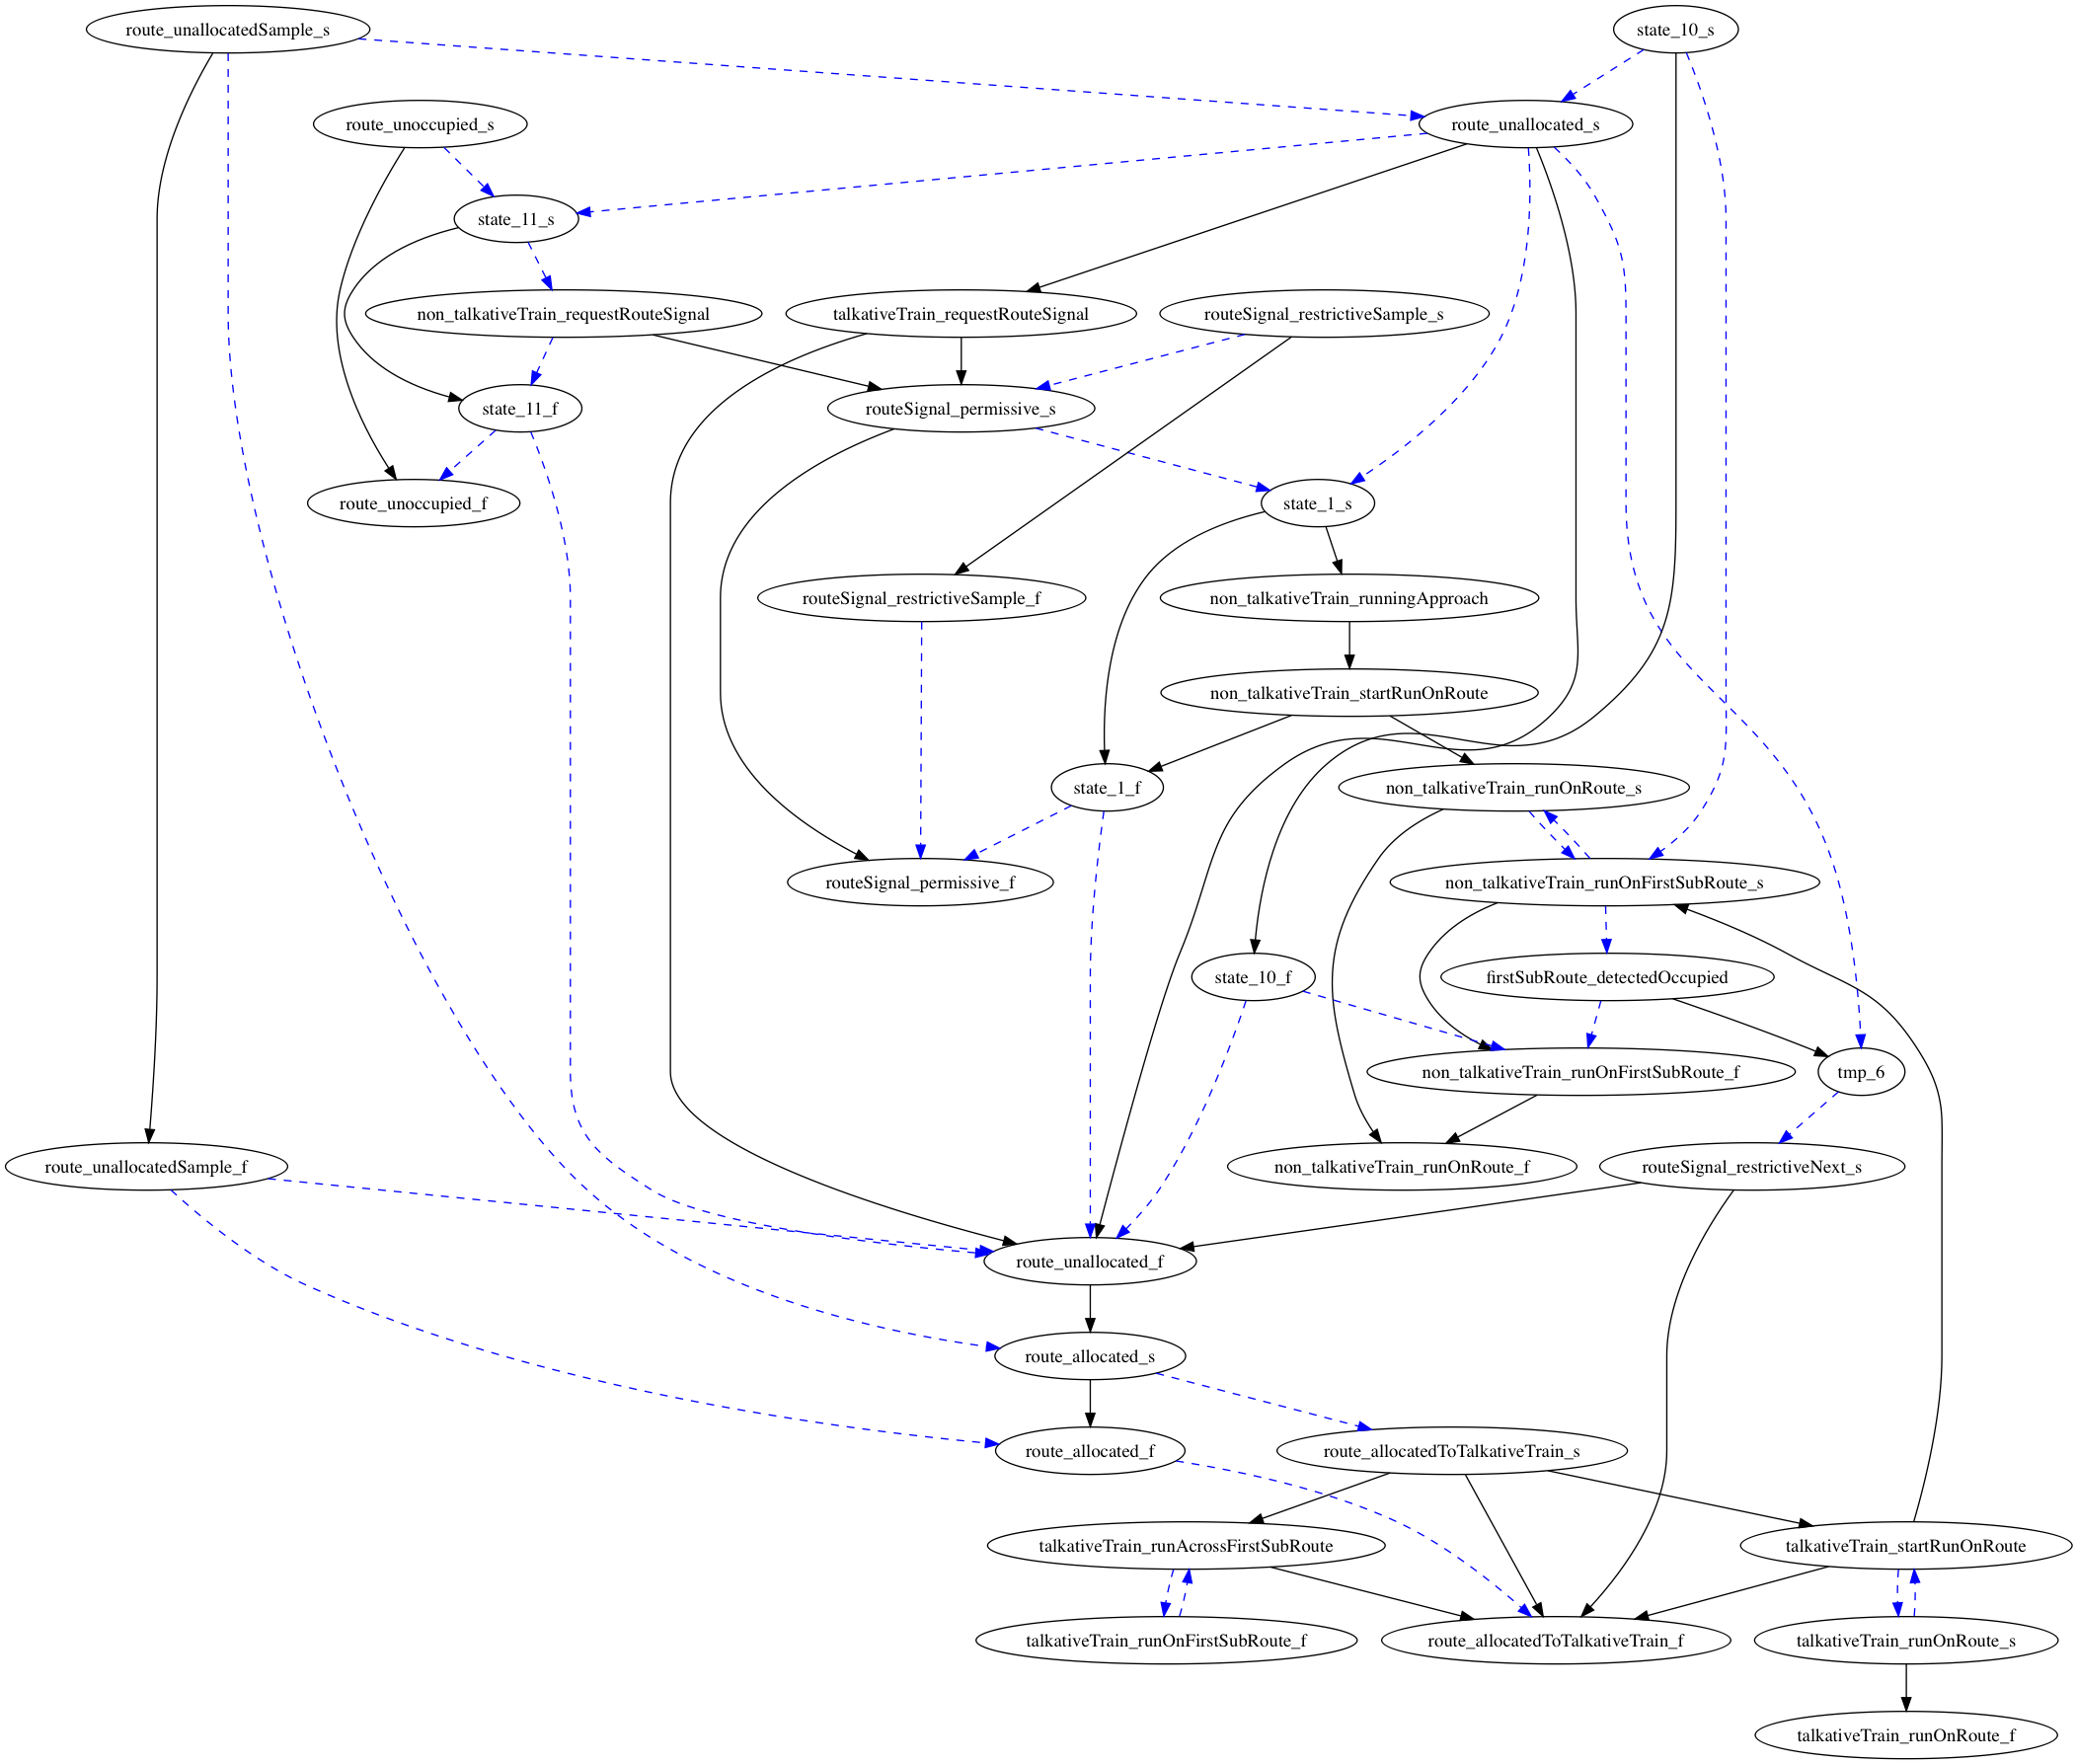 route_unallocatedSample_s
state_10_s
route_unoccupied_s
route_unallocated_s
state_11_s
non_talkativeTrain_requestRouteSignal
talkativeTrain_requestRouteSignal
routeSignal_restrictiveSample_s
state_11_f
routeSignal_permissive_s
route_unoccupied_f
state_1_s
routeSignal_restrictiveSample_f
non_talkativeTrain_runningApproach
non_talkativeTrain_startRunOnRoute
state_1_f
non_talkativeTrain_runOnRoute_s
routeSignal_permissive_f
non_talkativeTrain_runOnFirstSubRoute_s
state_10_f
firstSubRoute_detectedOccupied
non_talkativeTrain_runOnFirstSubRoute_f
tmp_6
route_unallocatedSample_f
non_talkativeTrain_runOnRoute_f
routeSignal_restrictiveNext_s
route_unallocated_f
route_allocated_s
route_allocated_f
route_allocatedToTalkativeTrain_s
talkativeTrain_runAcrossFirstSubRoute
talkativeTrain_startRunOnRoute
talkativeTrain_runOnFirstSubRoute_f
route_allocatedToTalkativeTrain_f
talkativeTrain_runOnRoute_s
talkativeTrain_runOnRoute_f